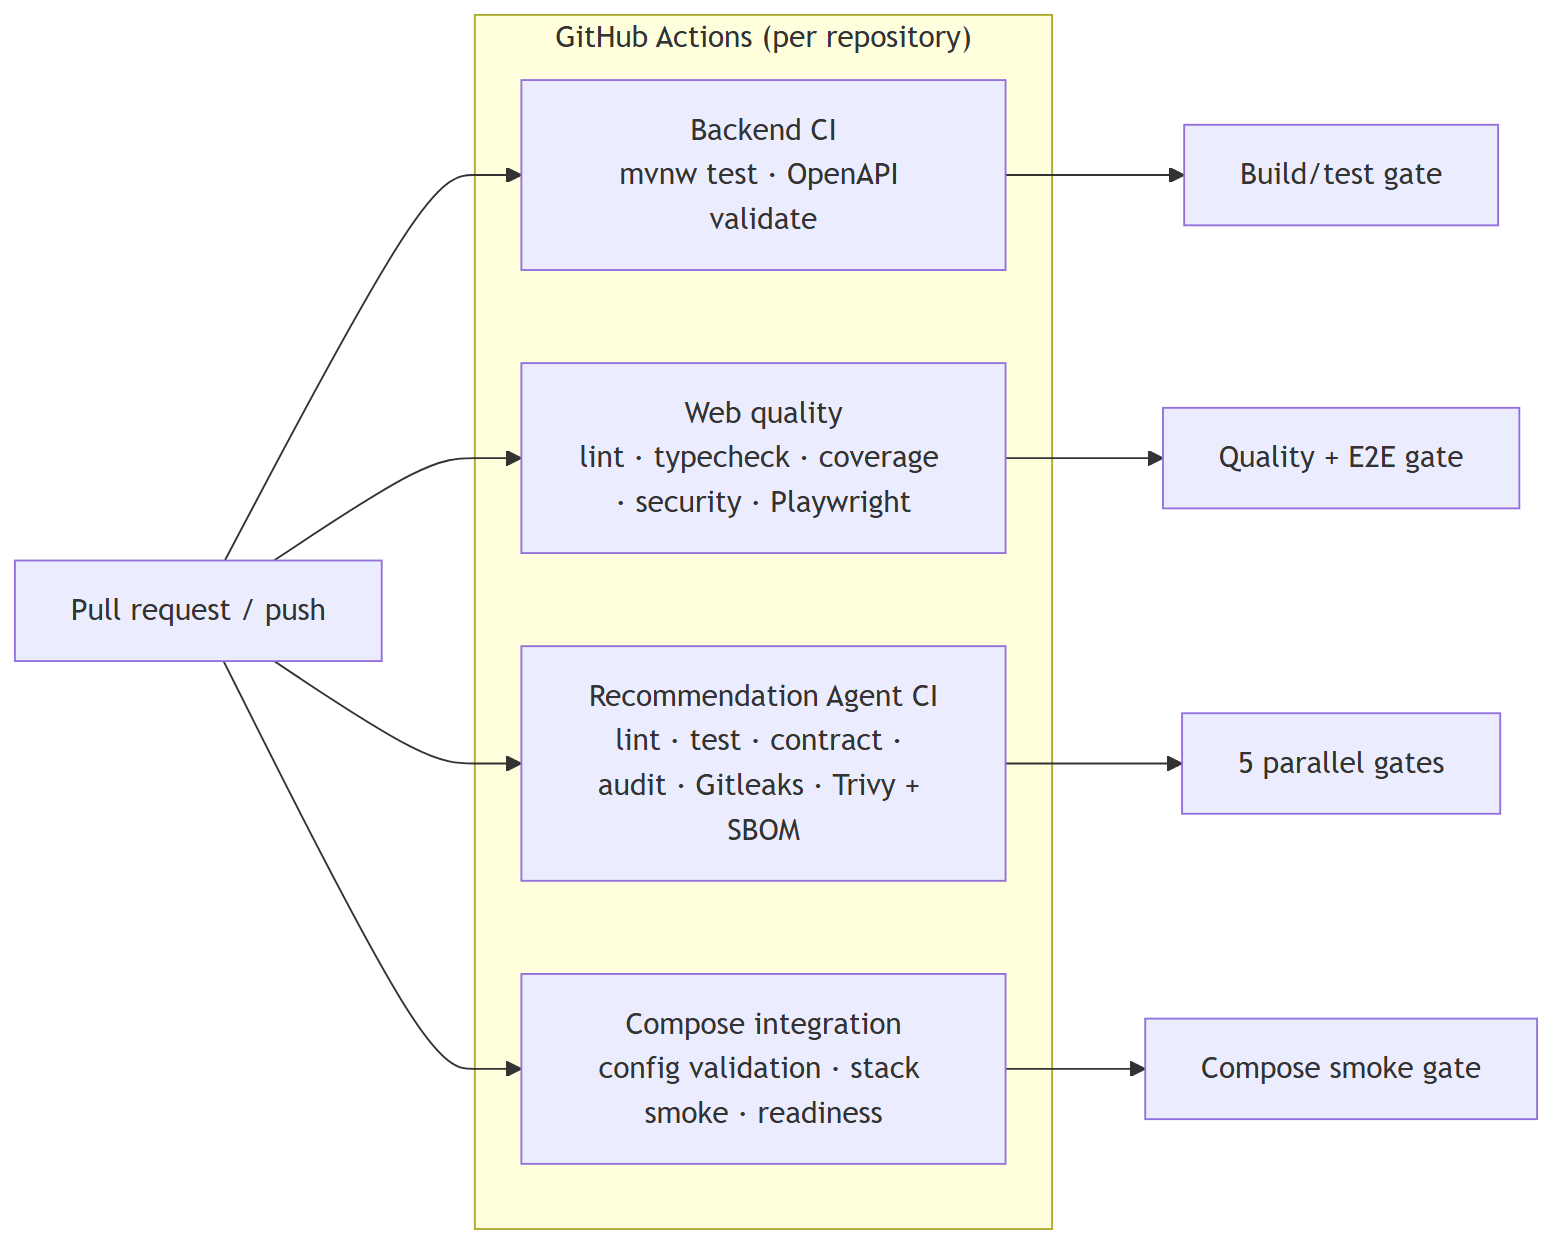 GitHub Actions (per repository)
Backend CI
mvnw test · OpenAPI
validate
Build/test gate
Web quality
lint · typecheck · coverage
· security · Playwright
Quality + E2E gate
Pull request / push
Recommendation Agent CI
lint · test · contract ·
audit · Gitleaks · Trivy +
SBOM
5 parallel gates
Compose integration
config validation · stack
smoke · readiness
Compose smoke gate